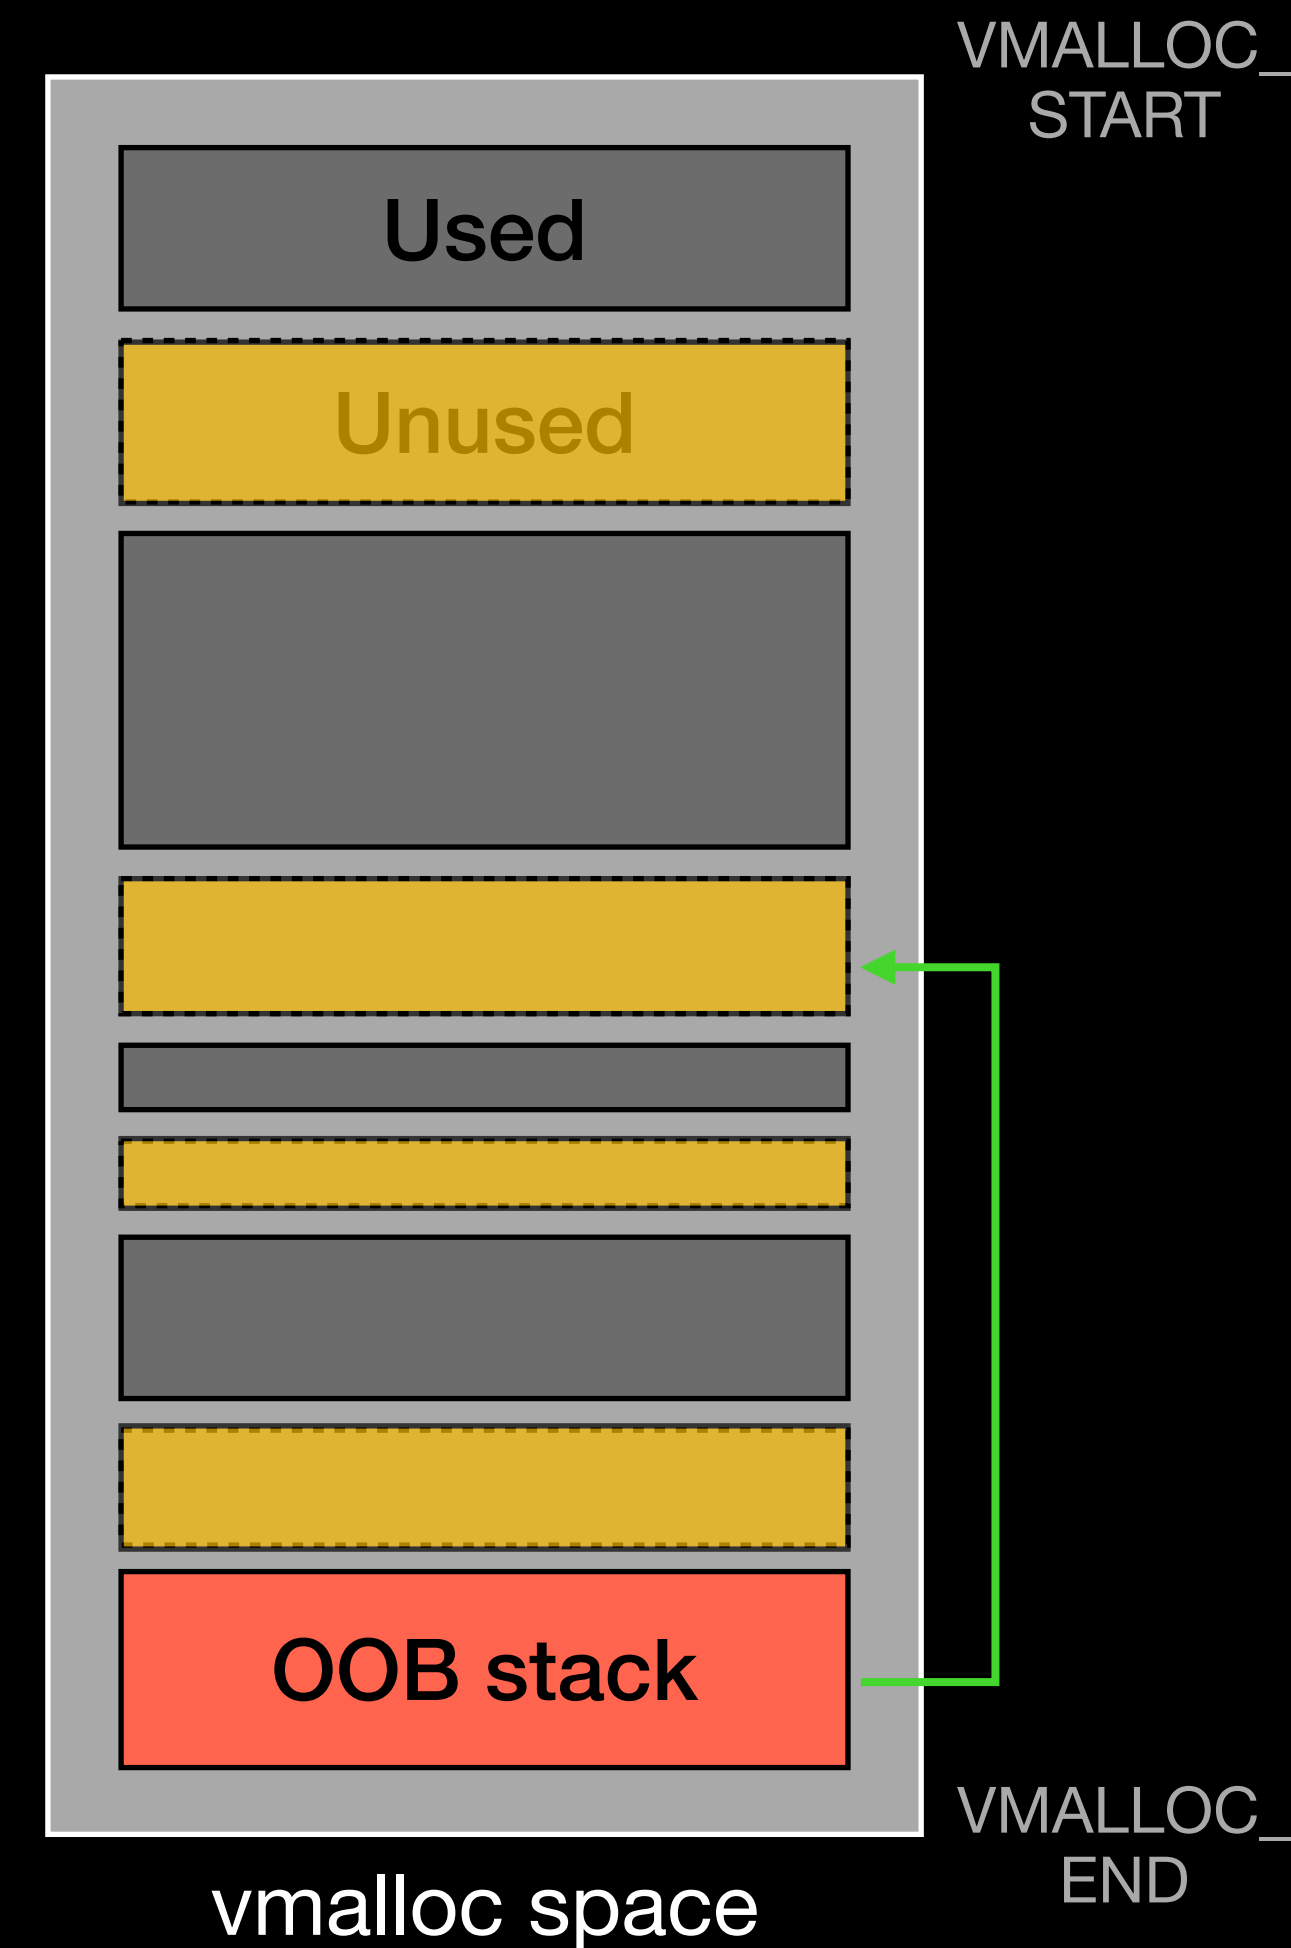 VMALLOC_
START
Used
Unused
OOB stack
VMALLOC_
END
vmalloc space